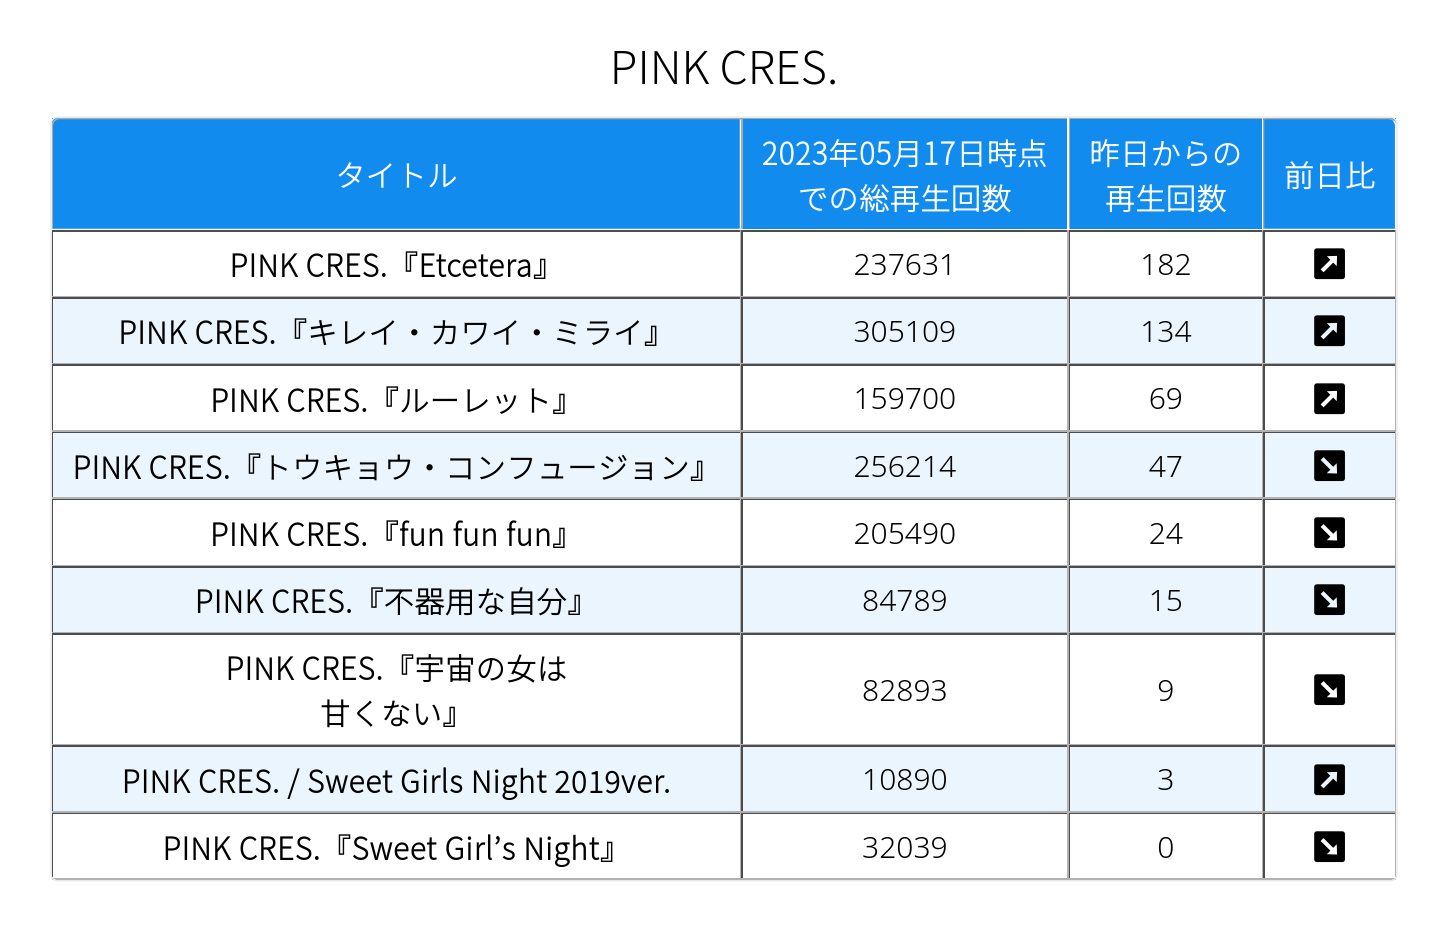 PINK CRES.
タイトル
2023年05月17日時点
での総再生回数
昨日からの
再生回数
前日比
PINK CRES.『Etcetera』 237631 182
PINK CRES.『キレイ・カワイ・ミライ』 305109 134
PINK CRES.『ルーレット』 159700 69
PINK CRES.『トウキョウ・コンフュージョン』 256214 47
PINK CRES.『fun fun fun』 205490 24
PINK CRES.『不器用な自分』 84789 15
PINK CRES.『宇宙の女は
甘くない』 82893 9
PINK CRES. / Sweet Girls Night 2019ver. 10890 3
PINK CRES.『Sweet Girl’s Night』 32039 0